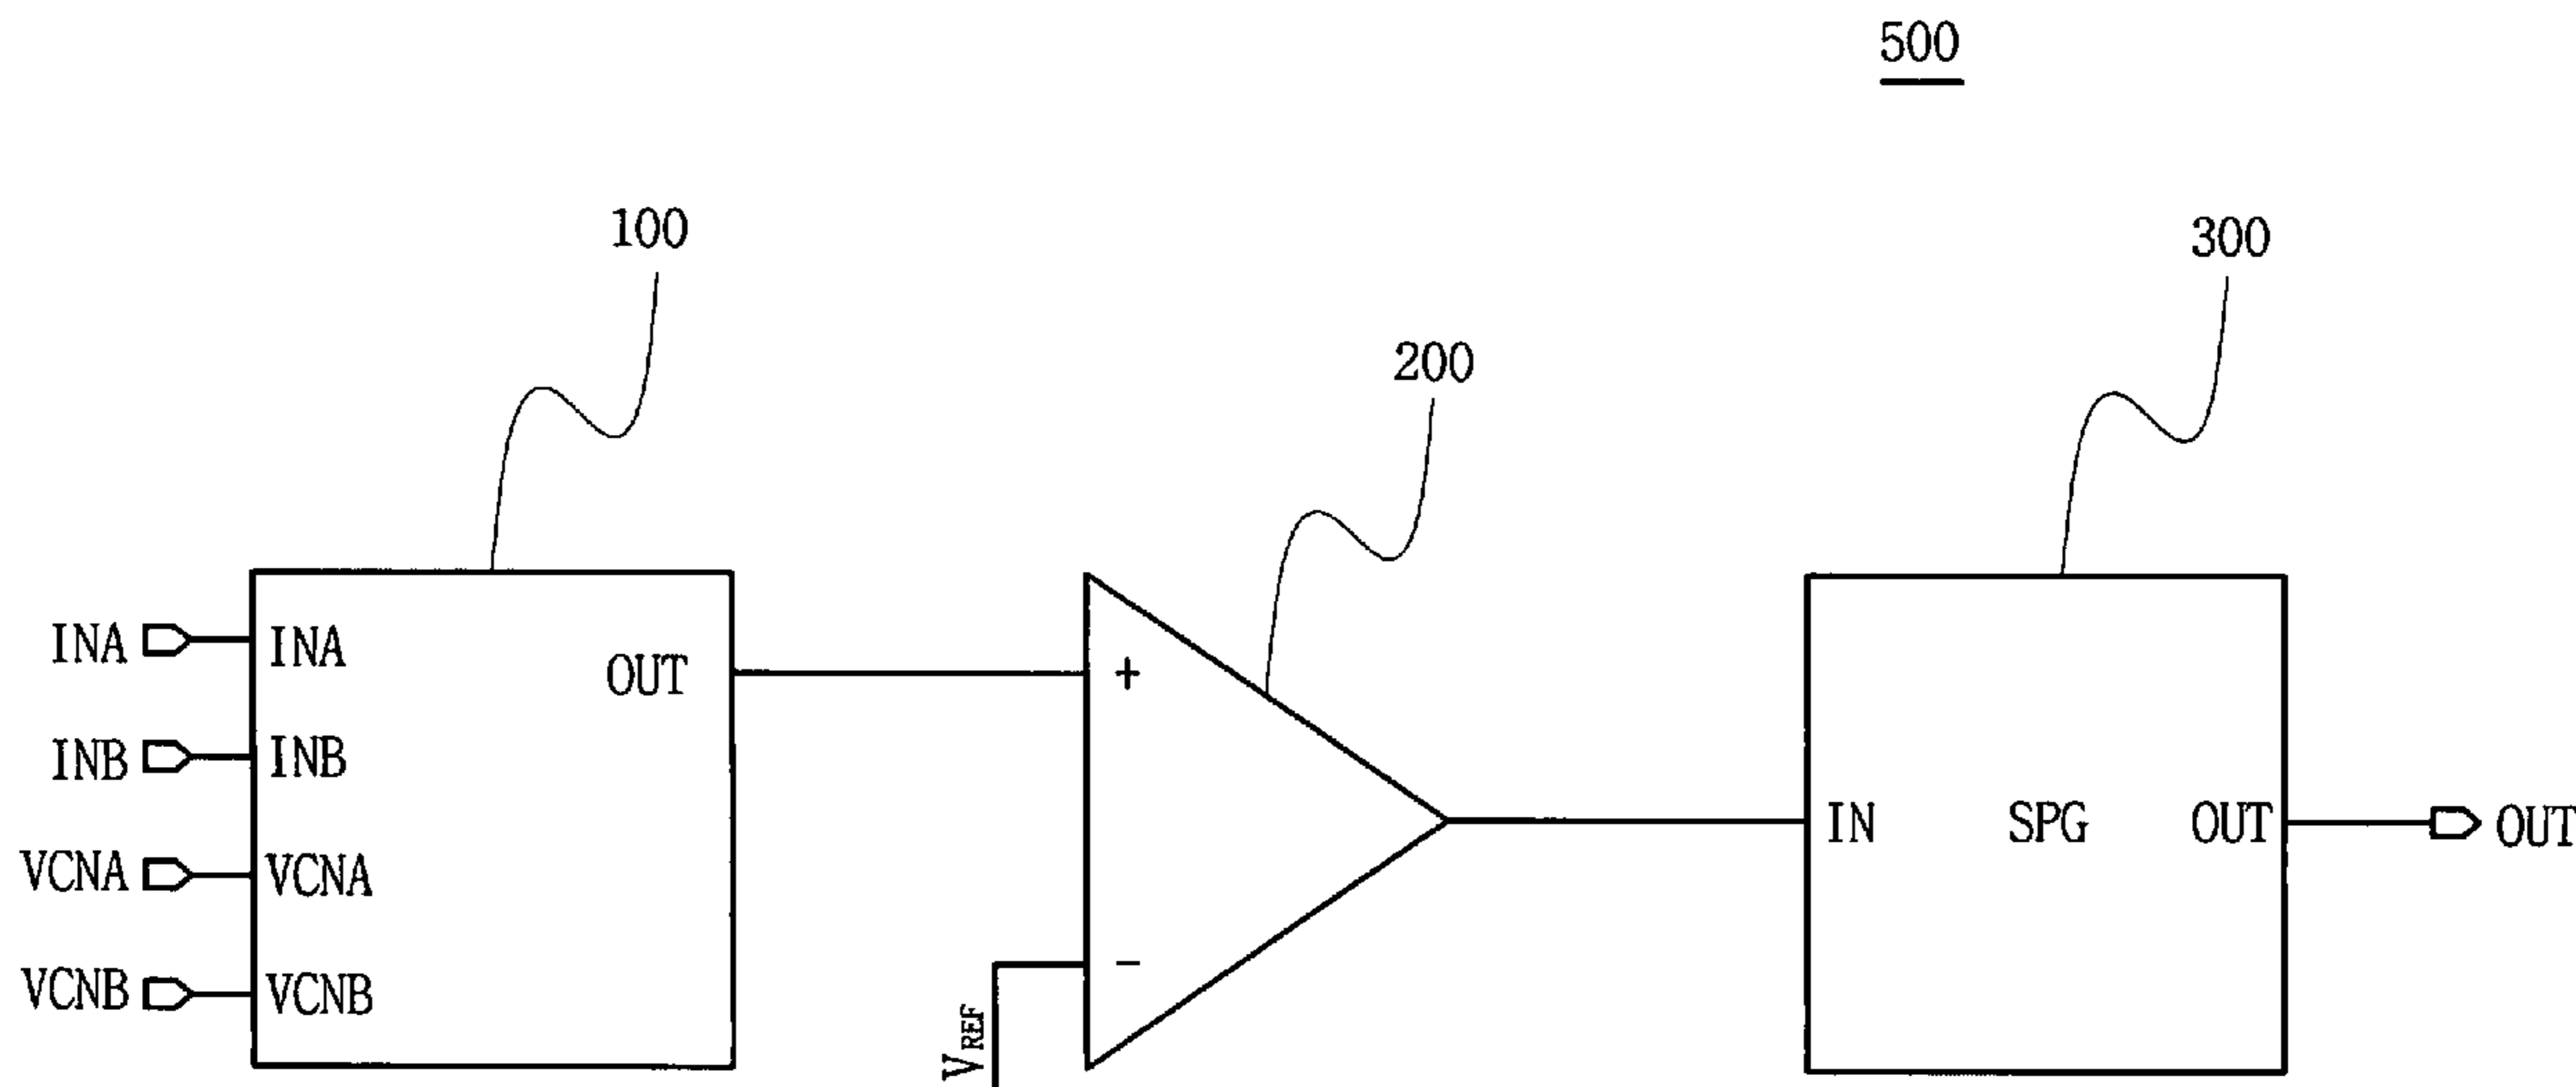 500
100
300
200
INA INA OUT +
INB INB
IN SPG OUT OUT
VCNA VCNA
VCNB VCNB
−
VREF